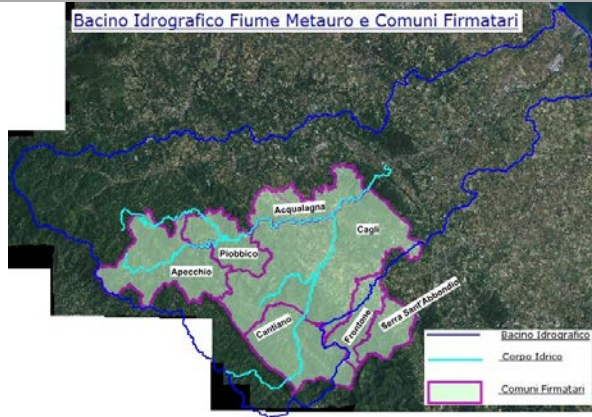 Bacino Idrografico Fiume Metauro e Comuni Firmatari
Acqualagna
Cagli
Piobbico
Apecchio
Cantiano
Frontone
Serra Sant'Abbondio
Bacino Idrografico
Corpo Idrico
Comuni Firmatari